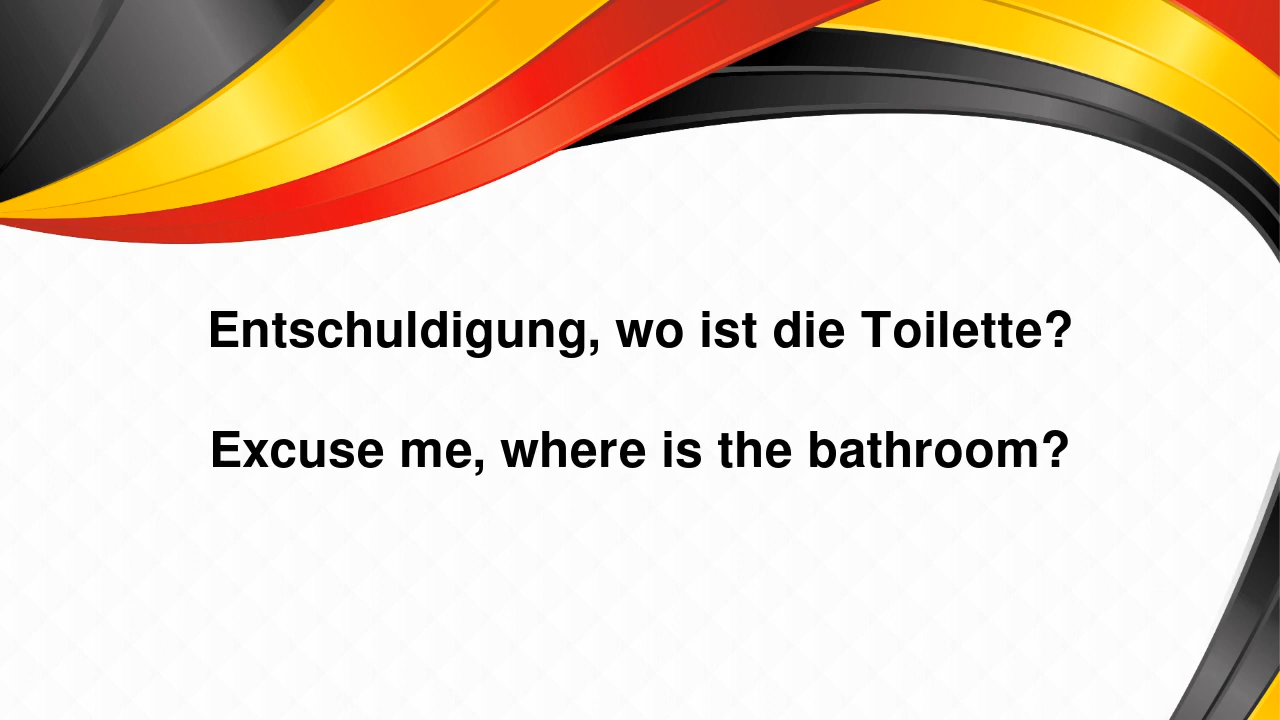 Entschuldigung, wo ist die Toilette?
Excuse me, where is the bathroom?